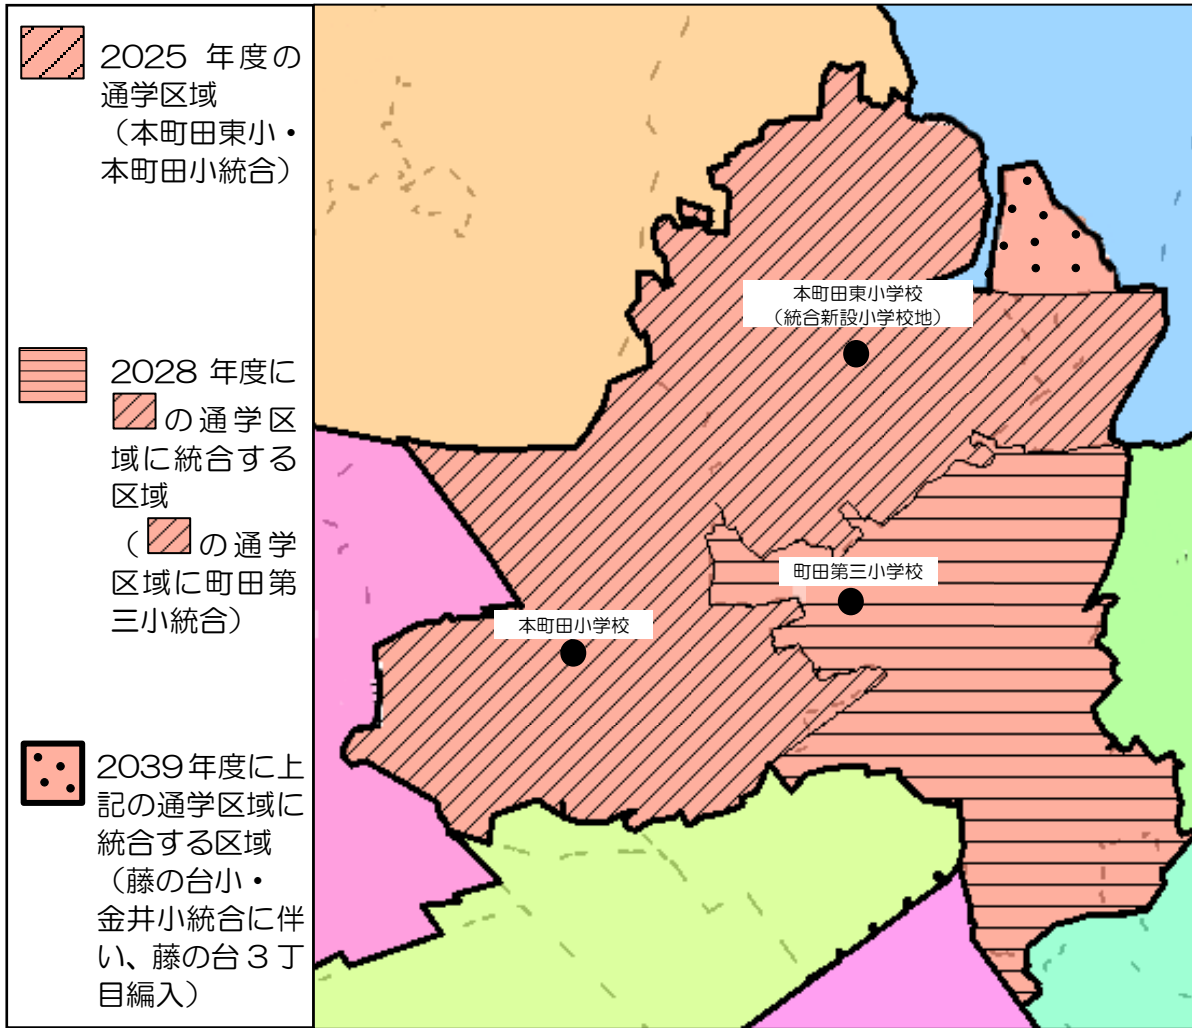 2025 年度の
通学区域
（本町田東小・
本町田小統合）
2028 年度に
の通学区
域に統合する
区域
（ の通学
区域に町田第
三小統合）
2039年度に上
記の通学区域に
統合する区域
（藤の台小・
金井小統合に伴
い、藤の台３丁
目編入）
本町田東小学校
（統合新設小学校地）
町田第三小学校
本町田小学校